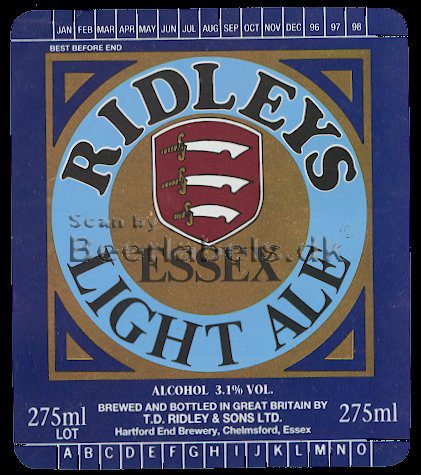 JAN FEB MAR APR MAY JUN JUL AUG SEP OCT NOV DEC 96 97 98
BEST BEFORE END
RIDLEYS
Scan by
Beerlabels.dk
ESSEX
LIGHT ALE
ALCOHOL 3.1% VOL.
BREWED AND BOTTLED IN GREAT BRITAIN BY
275ml T.D. RIDLEY & SONS LTD. 275ml
LOT Hartford End Brewery, Chelmsford, Essex
A B C D E F G H I J K L M N O